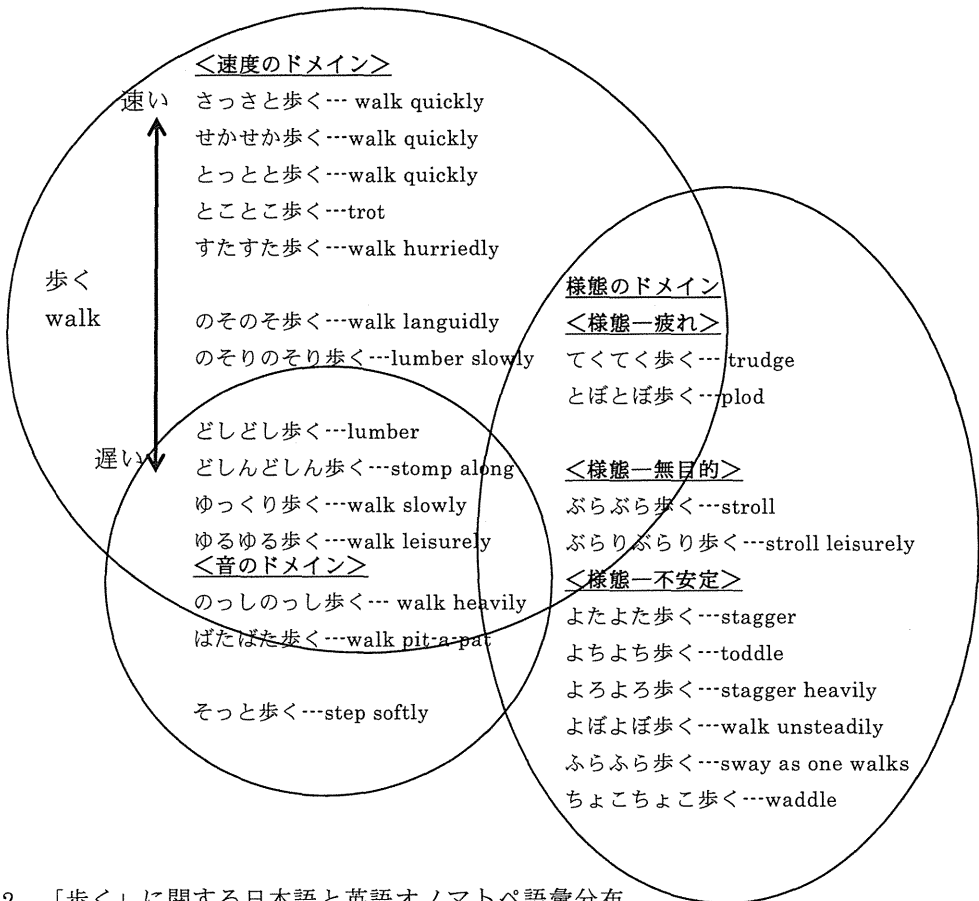 <速度のドメイン>
速い
さっさと歩く--- walk quickly
せかせか歩く---walk quickly
とっとと歩く---walk quickly
とことこ歩く---trot
すたすた歩く---walk hurriedly
歩く
walk
のそのそ歩く---walk languidly
のそりのそり歩く---lumber slowly
どしどし歩く---lumber
遅い
どしんどしん歩く---stomp along
ゆっくり歩く---walk slowly
ゆるゆる歩く---walk leisurely
<音のドメイン>
のっしのっし歩く--- walk heavily
ばたばた歩く---walk pit-a-pat
そっと歩く---step softly
様態のドメイン
<様態―疲れ>
てくてく歩く--- trudge
とぼとぼ歩く---plod
<様態―無目的>
ぶらぶら歩く---stroll
ぶらりぶらり歩く---stroll leisurely
<様態―不安定>
よたよた歩く---stagger
よちよち歩く---toddle
よろよろ歩く---stagger heavily
よぼよぼ歩く---walk unsteadily
ふらふら歩く---sway as one walks
ちょこちょこ歩く---waddle
2 「歩く」に関する日本語と英語オノマトペ語彙分布